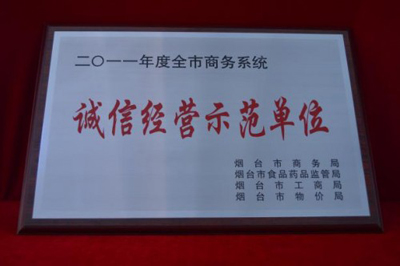 二〇一一年度全市商务系统
诚信经营示范单位
烟台市商务局
烟台市食品药品监管局
烟台市工商局
烟台市物价局